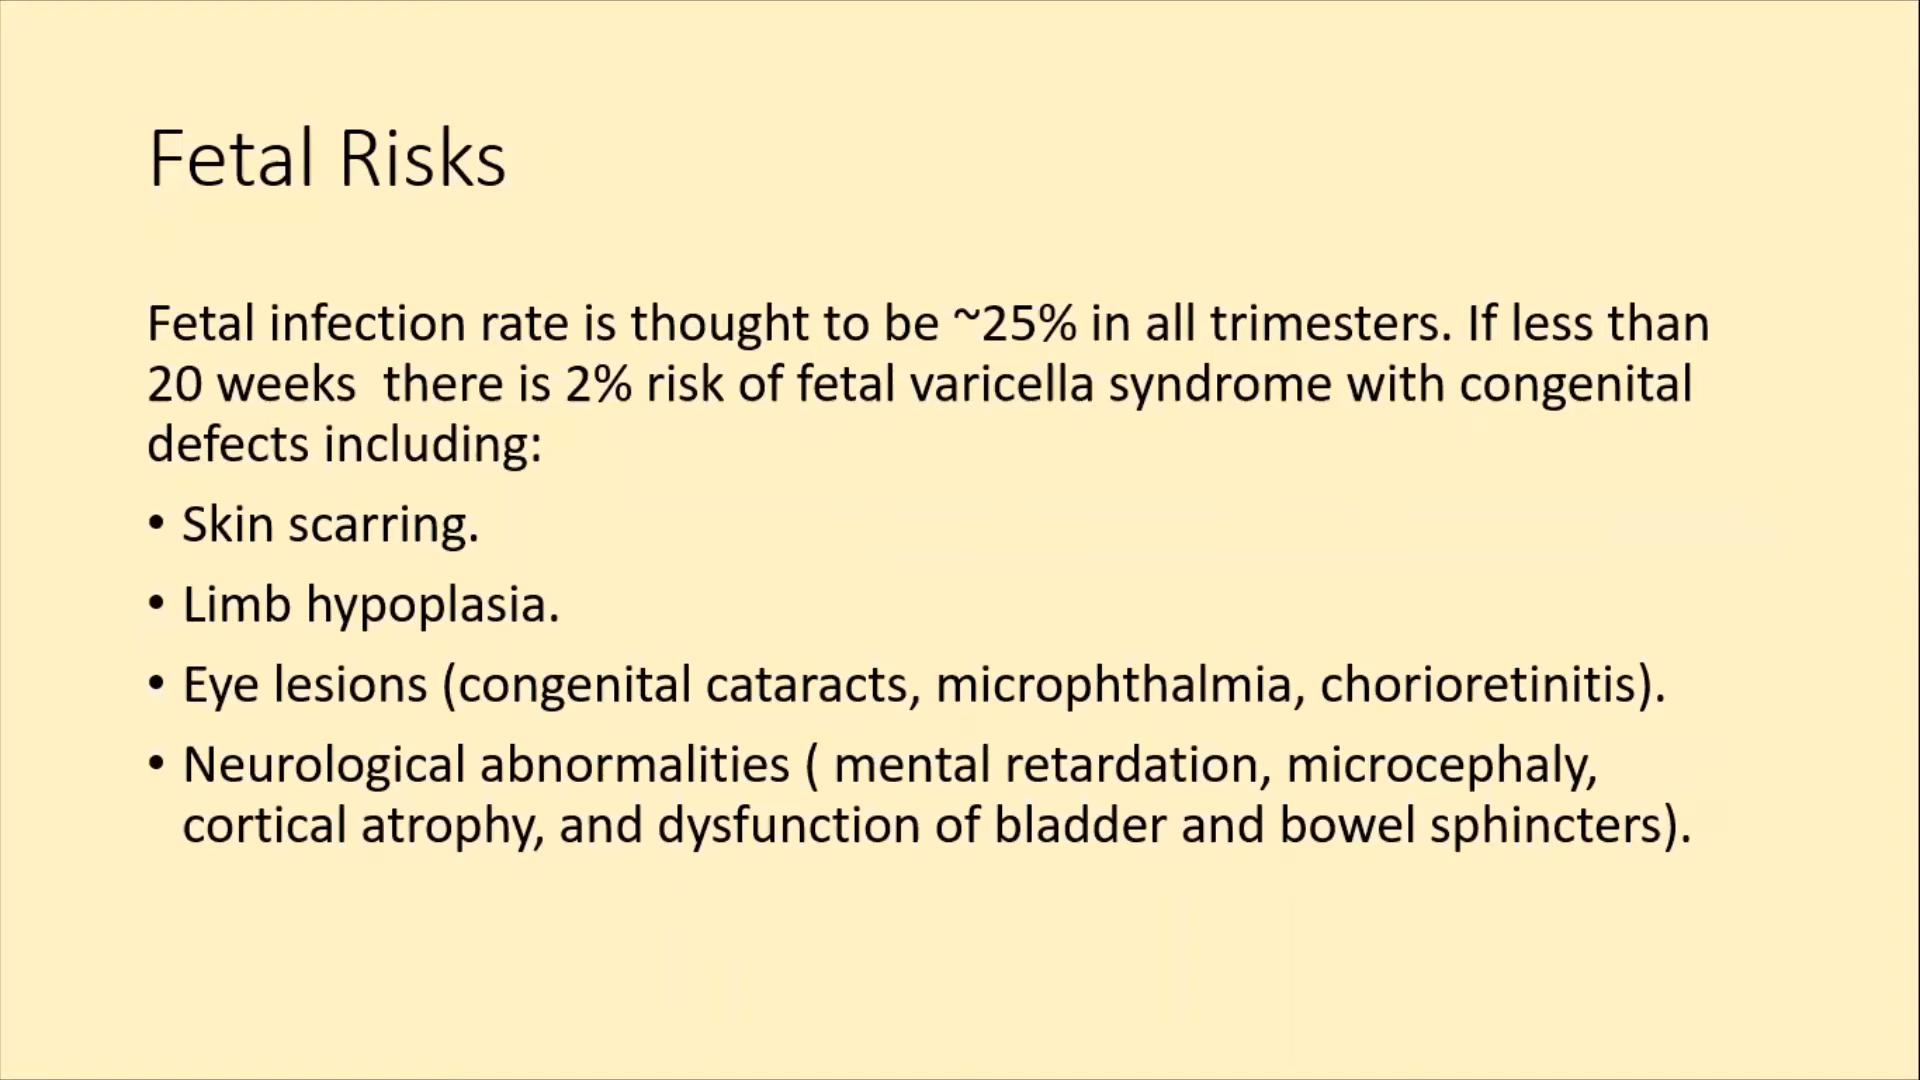 Fetal Risks
Fetal infection rate is thought to be ~25% in all trimesters. If less than
20 weeks  there is 2% risk of fetal varicella syndrome with congenital
defects including:
• Skin scarring.
• Limb hypoplasia.
• Eye lesions (congenital cataracts, microphthalmia, chorioretinitis).
• Neurological abnormalities ( mental retardation, microcephaly,
cortical atrophy, and dysfunction of bladder and bowel sphincters).